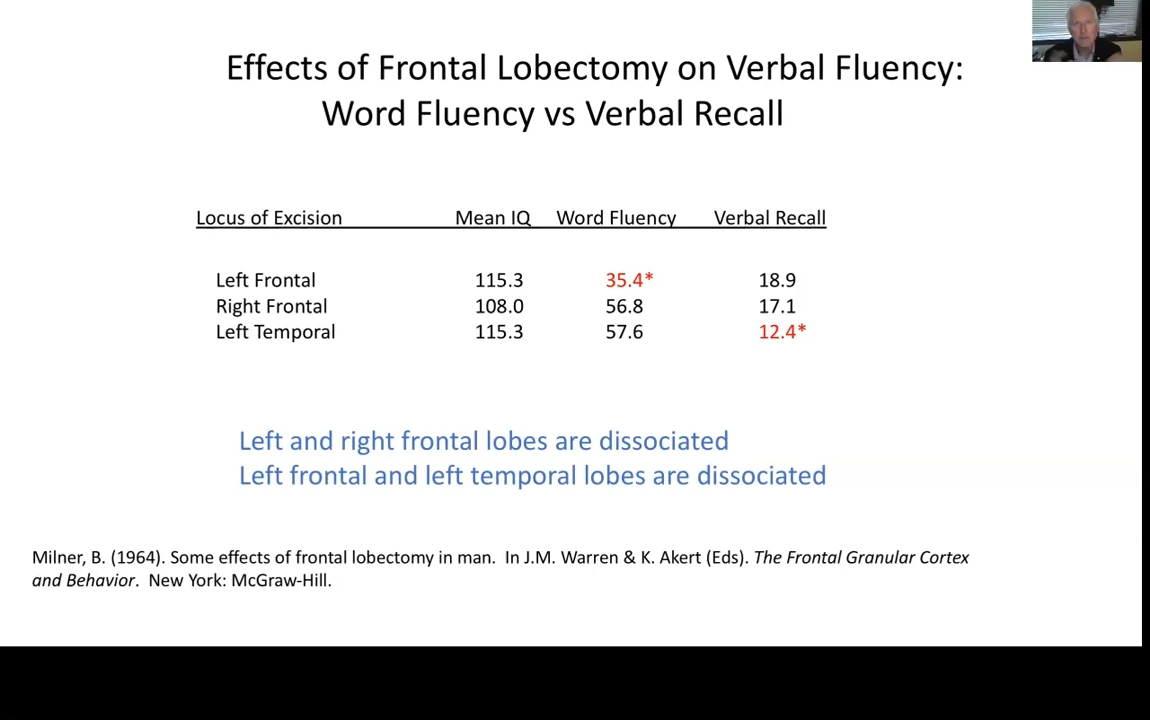 Effects of Frontal Lobectomy on Verbal Fluency:
Word Fluency vs Verbal Recall
Locus of Excision Mean IQ Word Fluency Verbal Recall
Left Frontal 115.3 35.4* 18.9
Right Frontal 108.0 56.8 17.1
Left Temporal 115.3 57.6 12.4*
Left and right frontal lobes are dissociated
Left frontal and left temporal lobes are dissociated
Milner, B. (1964). Some effects of frontal lobectomy in man. In J.M. Warren & K. Akert (Eds). The Frontal Granular Cortex
and Behavior. New York: McGraw-Hill.